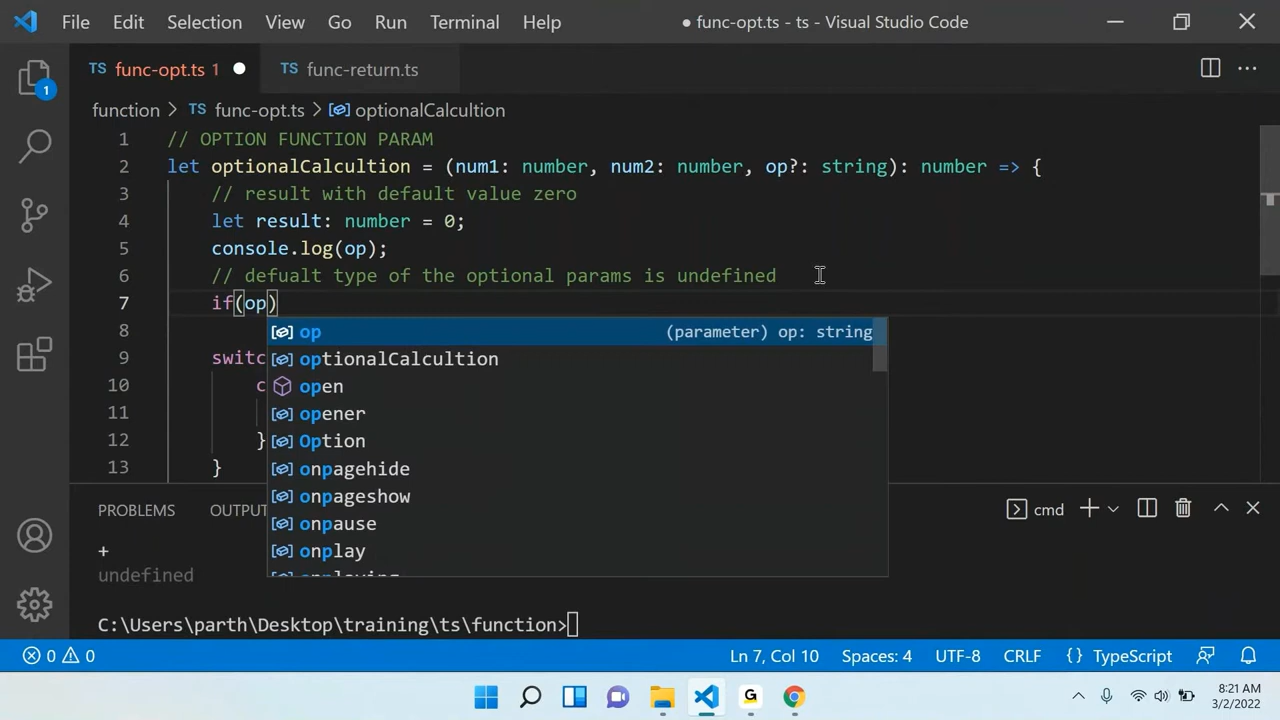 File Edit Selection View Go Run Terminal Help ● func-opt.ts - ts - Visual Studio Code
TS func-opt.ts 1 ● TS func-return.ts
function > TS func-opt.ts > optionalCalcultion
1 // OPTION FUNCTION PARAM
2 let optionalCalcultion = (num1: number, num2: number, op?: string): number => {
3 // result with default value zero
4 let result: number = 0;
5 console.log(op);
6 // defualt type of the optional params is undefined
7 if(op)
8 op (parameter) op: string
9 switc optionalCalcultion
10 c open
11 opener
12 } Option
13 } onpagehide
onpageshow
PROBLEMS OUTPUT cmd
onpause
+ onplay
undefined onplaying
C:\Users\parth\Desktop\training\ts\function>
0 0 Ln 7, Col 10 Spaces: 4 UTF-8 CRLF {} TypeScript
8:21 AM
3/2/2022